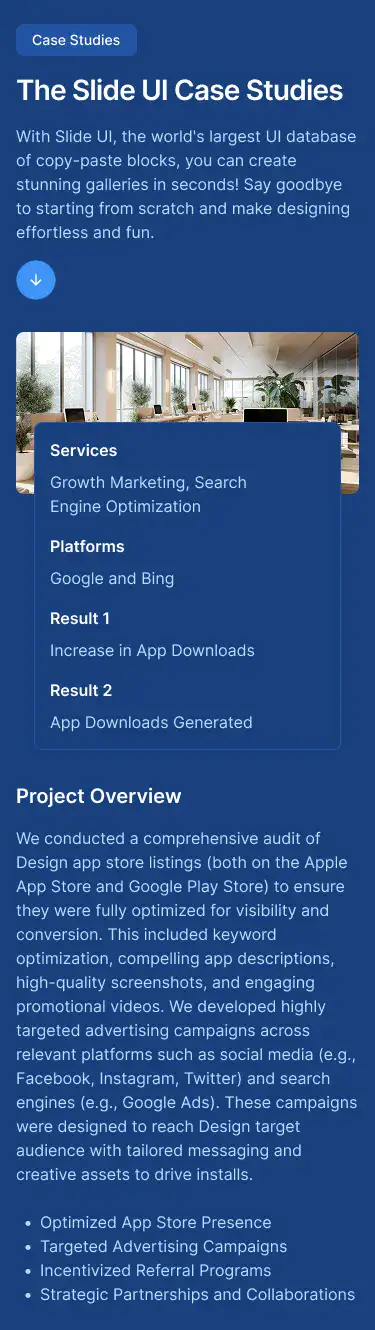 Case Studies
The Slide UI Case Studies
With Slide UI, the world's largest UI database
of copy-paste blocks, you can create
stunning galleries in seconds! Say goodbye
to starting from scratch and make designing
effortless and fun.
Services
Growth Marketing, Search
Engine Optimization
Platforms
Google and Bing
Result 1
Increase in App Downloads
Result 2
App Downloads Generated
Project Overview
We conducted a comprehensive audit of
Design app store listings (both on the Apple
App Store and Google Play Store) to ensure
they were fully optimized for visibility and
conversion. This included keyword
optimization, compelling app descriptions,
high-quality screenshots, and engaging
promotional videos. We developed highly
targeted advertising campaigns across
relevant platforms such as social media (e.g.,
Facebook, Instagram, Twitter) and search
engines (e.g., Google Ads). These campaigns
were designed to reach Design target
audience with tailored messaging and
creative assets to drive installs.
• Optimized App Store Presence
• Targeted Advertising Campaigns
• Incentivized Referral Programs
• Strategic Partnerships and Collaborations